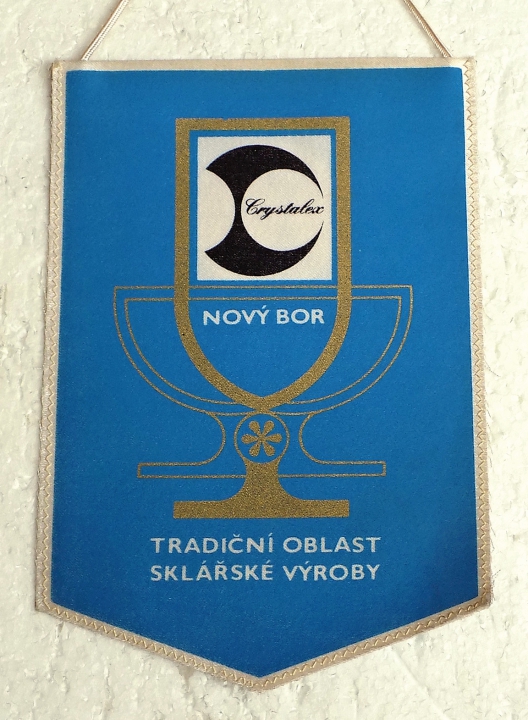 Crystalex
NOVÝ BOR
TRADIČNÍ OBLAST
SKLÁŘSKÉ VÝROBY